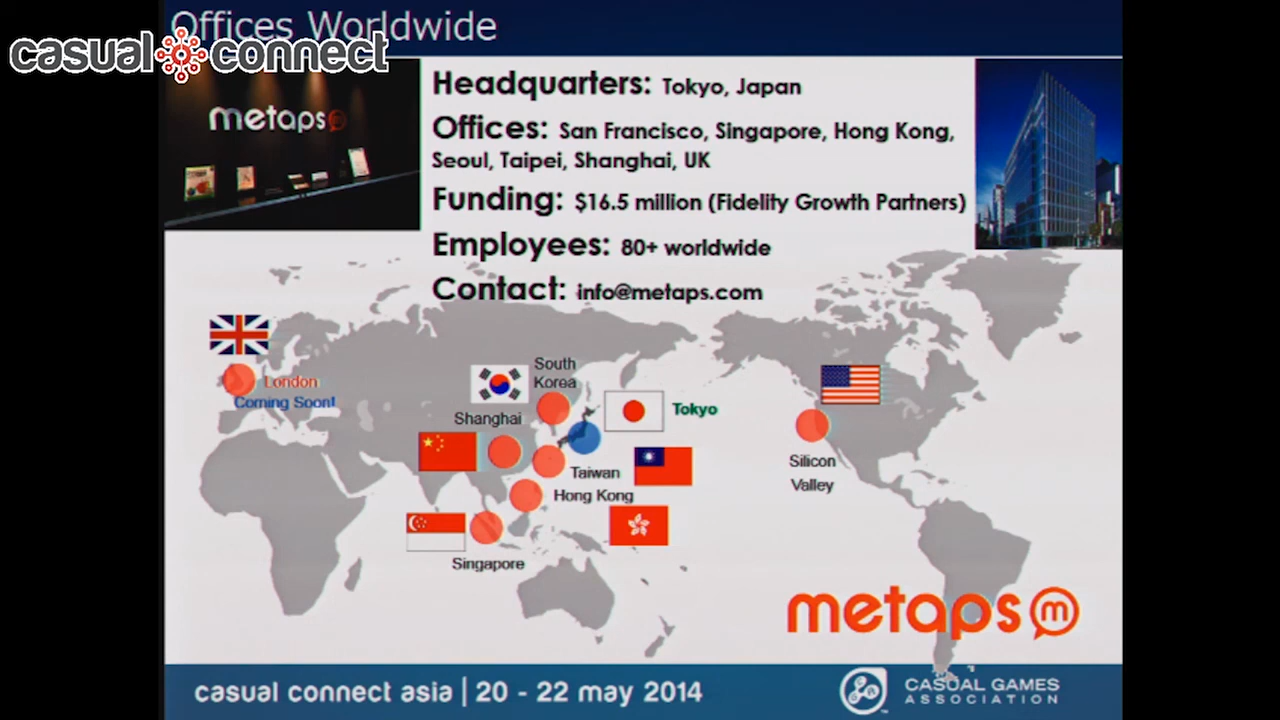 Offices Worldwide
casual connect
metaps
Headquarters: Tokyo, Japan
Offices: San Francisco, Singapore, Hong Kong,
Seoul, Taipei, Shanghai, UK
Funding: $16.5 million (Fidelity Growth Partners)
Employees: 80+ worldwide
Contact: info@metaps.com
London
Coming Soon!
South
Korea
Shanghai
Tokyo
Taiwan
Hong Kong
Singapore
Silicon
Valley
metaps m
casual connect asia | 20 - 22 may 2014
CASUAL GAMES
ASSOCIATION